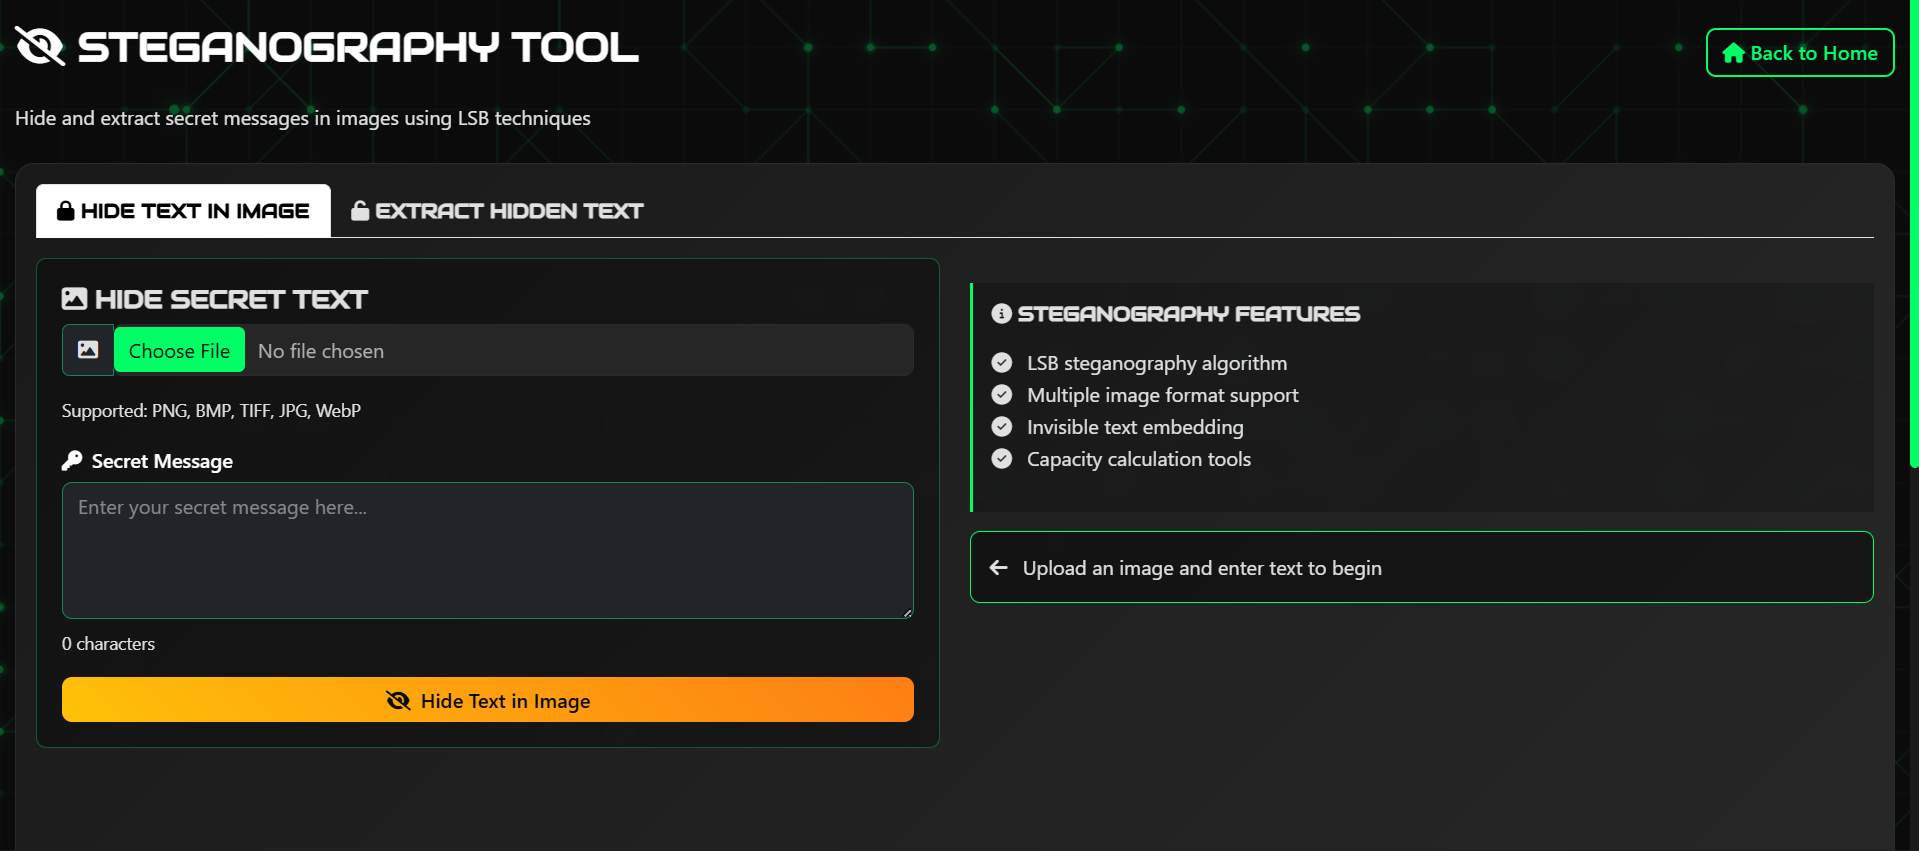 STEGANOGRAPHY TOOL
Back to Home
Hide and extract secret messages in images using LSB techniques
HIDE TEXT IN IMAGE
EXTRACT HIDDEN TEXT
HIDE SECRET TEXT
Choose File No file chosen
Supported: PNG, BMP, TIFF, JPG, WebP
Secret Message
Enter your secret message here...
0 characters
Hide Text in Image
STEGANOGRAPHY FEATURES
LSB steganography algorithm
Multiple image format support
Invisible text embedding
Capacity calculation tools
Upload an image and enter text to begin